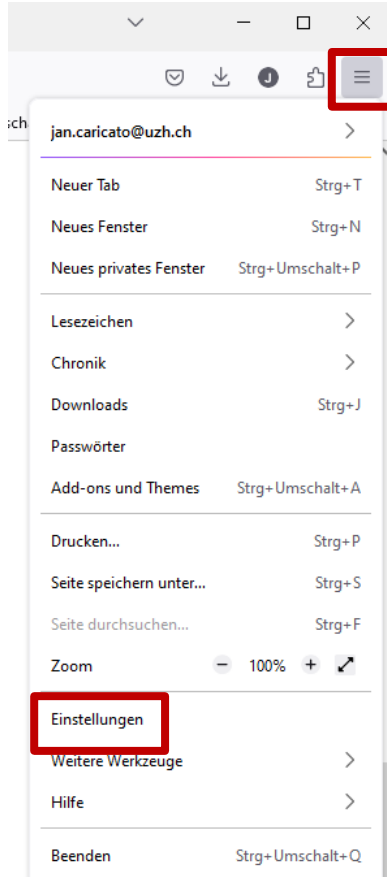 J
sch
jan.caricato@uzh.ch
Neuer Tab Strg+T
Neues Fenster Strg+N
Neues privates Fenster Strg+Umschalt+P
Lesezeichen
Chronik
Downloads Strg+J
Passwörter
Add-ons und Themes Strg+Umschalt+A
Drucken... Strg+P
Seite speichern unter... Strg+S
Seite durchsuchen... Strg+F
Zoom − 100% +
Einstellungen
Weitere Werkzeuge
Hilfe
Beenden Strg+Umschalt+Q